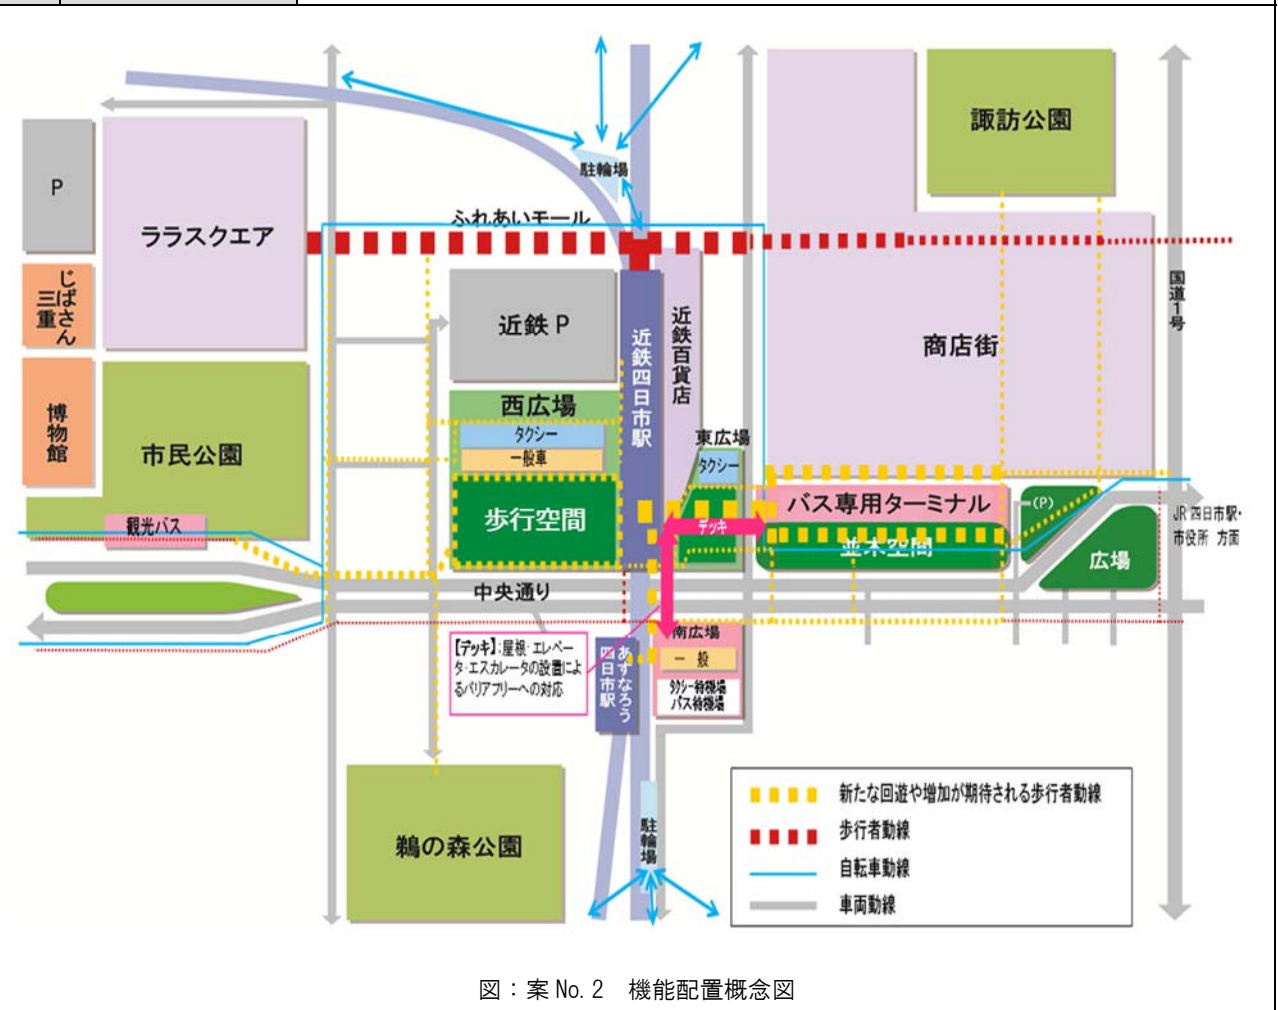 諏訪公園
駐輪場
P
ララスクエア
ふれあいモール
じばさん
三重
近鉄P
近鉄四日市駅
近鉄百貨店
商店街
国道1号
博物館
市民公園
西広場
タクシー
一般車
歩行空間
東広場
タクシー
デッキ
バス専用ターミナル
並木空間
(P)
広場
JR四日市駅・
市役所 方面
観光バス
中央通り
【デッキ】:屋根・エレベー
タ・エスカレータの設置によ
るバリアフリーへの対応
あすなろう
四日市駅
南広場
一般
タクシー待機場
バス待機場
鵜の森公園
駐輪場
新たな回遊や増加が期待される歩行者動線
歩行者動線
自転車動線
車両動線
図:案No.2 機能配置概念図